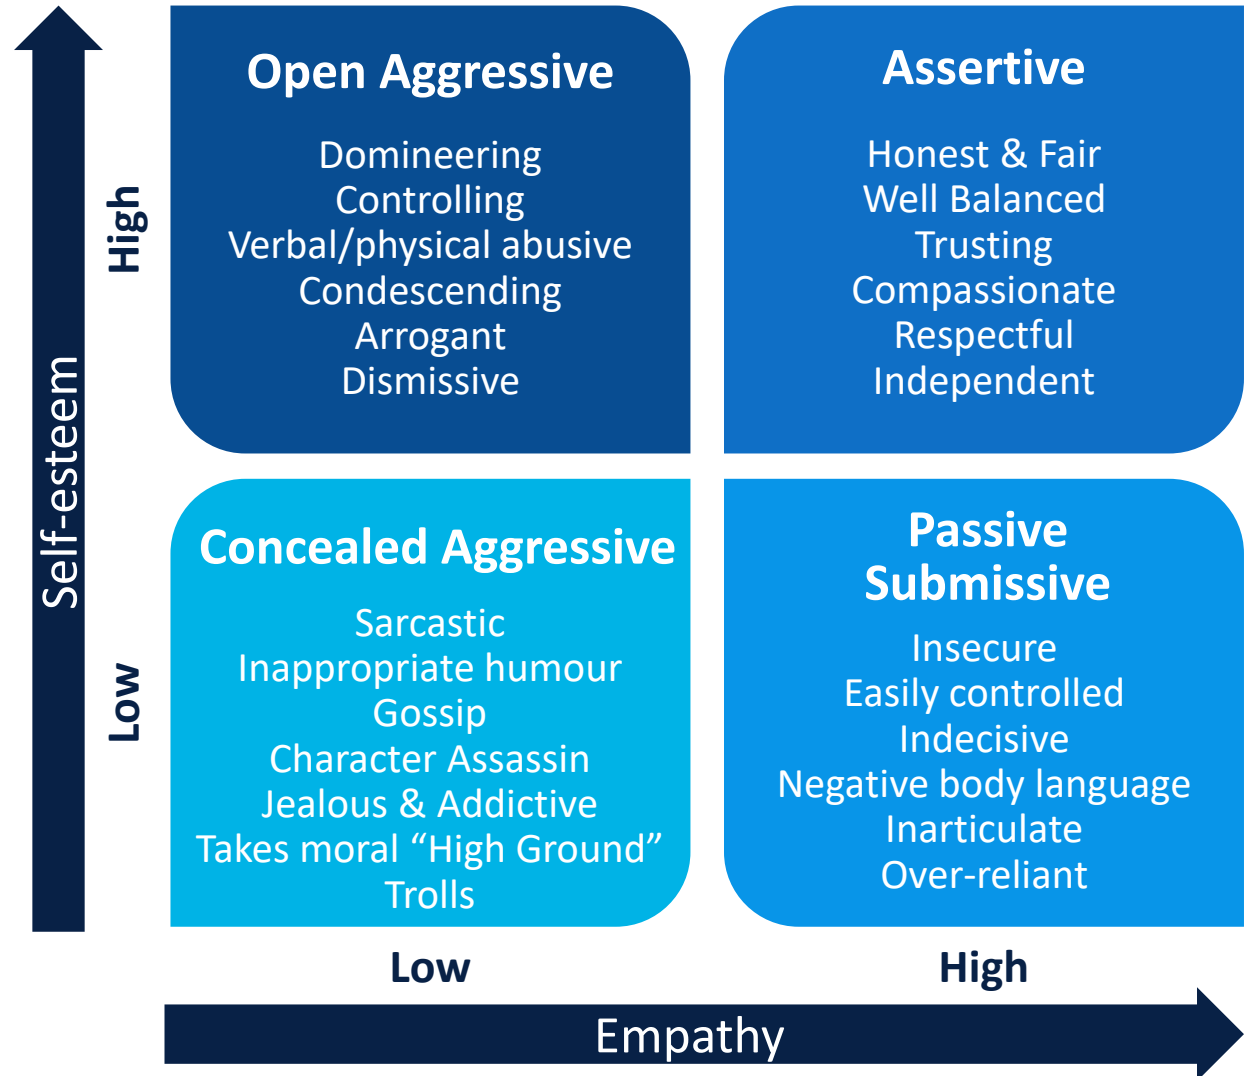 Open Aggressive
Domineering
Controlling
Verbal/physical abusive
Condescending
Arrogant
Dismissive
Assertive
Honest & Fair
Well Balanced
Trusting
Compassionate
Respectful
Independent
High
Self-esteem
Low
Concealed Aggressive
Sarcastic
Inappropriate humour
Gossip
Character Assassin
Jealous & Addictive
Takes moral “High Ground”
Trolls
Passive
Submissive
Insecure
Easily controlled
Indecisive
Negative body language
Inarticulate
Over-reliant
Low
High
Empathy